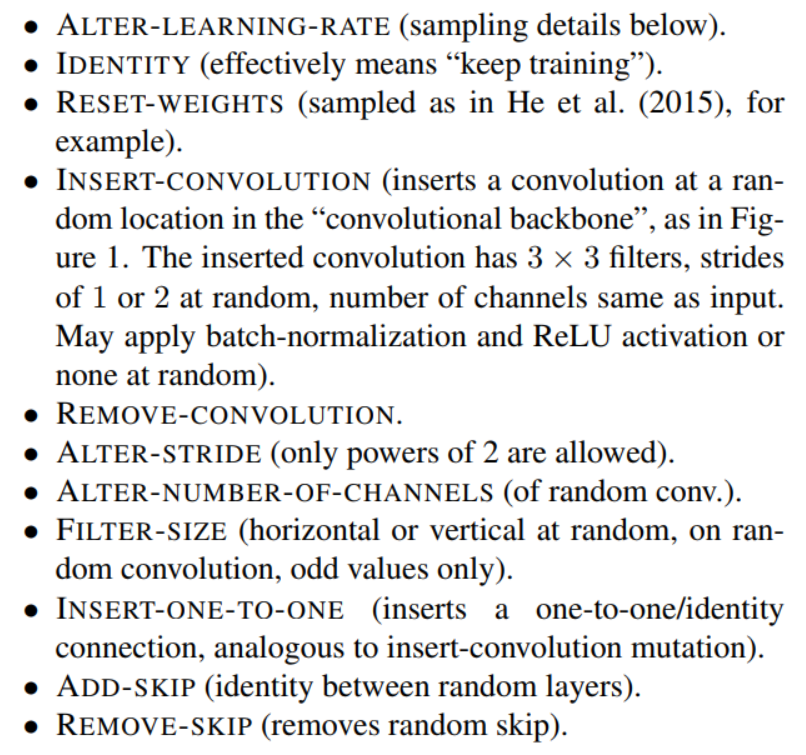 • ALTER-LEARNING-RATE (sampling details below).
• IDENTITY (effectively means “keep training”).
• RESET-WEIGHTS (sampled as in He et al. (2015), for
example).
• INSERT-CONVOLUTION (inserts a convolution at a ran-
dom location in the “convolutional backbone”, as in Fig-
ure 1. The inserted convolution has 3 × 3 filters, strides
of 1 or 2 at random, number of channels same as input.
May apply batch-normalization and ReLU activation or
none at random).
• REMOVE-CONVOLUTION.
• ALTER-STRIDE (only powers of 2 are allowed).
• ALTER-NUMBER-OF-CHANNELS (of random conv.).
• FILTER-SIZE (horizontal or vertical at random, on ran-
dom convolution, odd values only).
• INSERT-ONE-TO-ONE (inserts a one-to-one/identity
connection, analogous to insert-convolution mutation).
• ADD-SKIP (identity between random layers).
• REMOVE-SKIP (removes random skip).